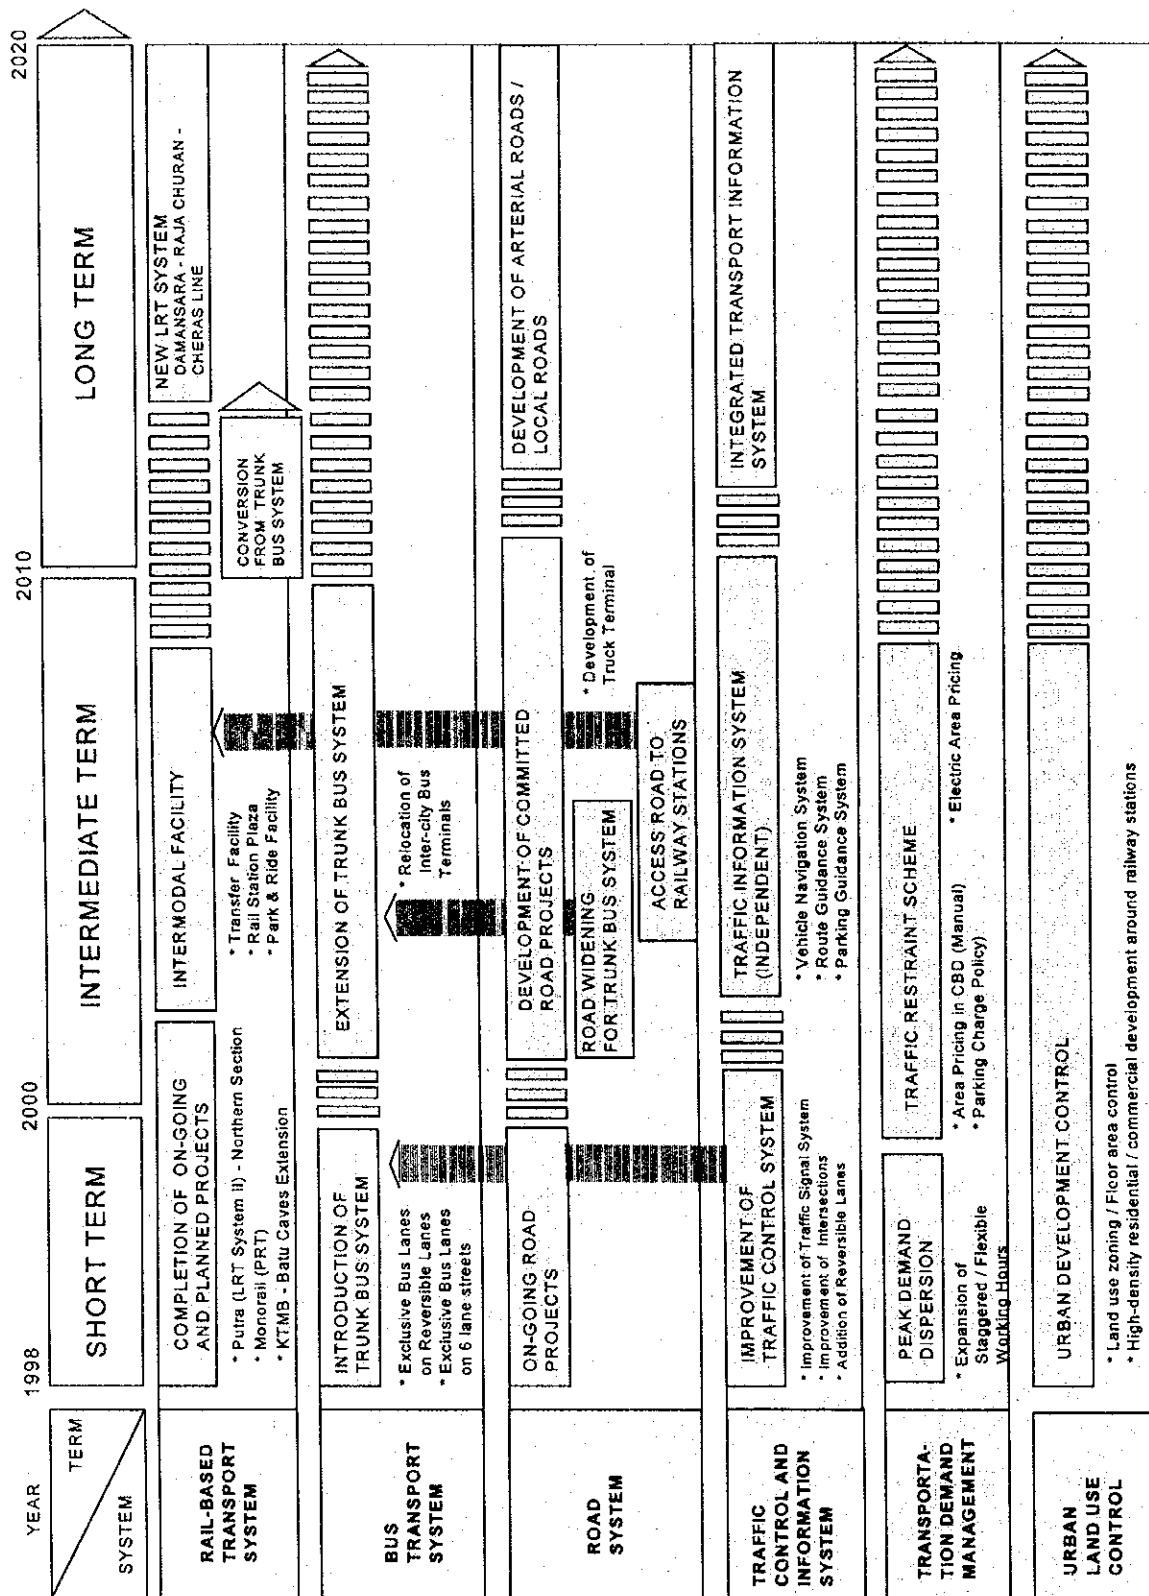 YEAR
1998
2000
2010
2020
TERM
SYSTEM
SHORT TERM
INTERMEDIATE TERM
LONG TERM
RAIL-BASED
TRANSPORT
SYSTEM
COMPLETION OF ON-GOING
AND PLANNED PROJECTS
* Putra (LRT System II) - Northern Section
* Monorail (PRT)
* KTMB - Batu Caves Extension
INTERMODAL FACILITY
* Transfer Facility
* Rail Station Plaza
* Park & Ride Facility
NEW LRT SYSTEM
DAMANSARA - RAJA CHURAN -
CHERAS LINE
CONVERSION
FROM TRUNK
BUS SYSTEM
BUS
TRANSPORT
SYSTEM
INTRODUCTION OF
TRUNK BUS SYSTEM
* Exclusive Bus Lanes
on Reversible Lanes
* Exclusive Bus Lanes
on 6 lane streets
EXTENSION OF TRUNK BUS SYSTEM
* Relocation of
Inter-city Bus
Terminals
ROAD
SYSTEM
ON-GOING ROAD
PROJECTS
DEVELOPMENT OF COMMITTED
ROAD PROJECTS
ROAD WIDENING
FOR TRUNK BUS SYSTEM
ACCESS ROAD TO
RAILWAY STATIONS
* Development of
Truck Terminal
DEVELOPMENT OF ARTERIAL ROADS /
LOCAL ROADS
TRAFFIC
CONTROL AND
INFORMATION
SYSTEM
IMPROVEMENT OF
TRAFFIC CONTROL SYSTEM
* Improvement of Traffic Signal System
* Improvement of Intersections
* Addition of Reversible Lanes
TRAFFIC INFORMATION SYSTEM
(INDEPENDENT)
* Vehicle Navigation System
* Route Guidance System
* Parking Guidance System
INTEGRATED TRANSPORT INFORMATION
SYSTEM
TRANSPORTA-
TION DEMAND
MANAGEMENT
PEAK DEMAND
DISPERSION
* Expansion of
Staggered / Flexible
Working Hours
TRAFFIC RESTRAINT SCHEME
* Area Pricing in CBD (Manual)
* Parking Charge Policy)
* Electric Area Pricing
URBAN
LAND USE
CONTROL
URBAN DEVELOPMENT CONTROL
* Land use zoning / Floor area control
* High-density residential / commercial development around railway stations